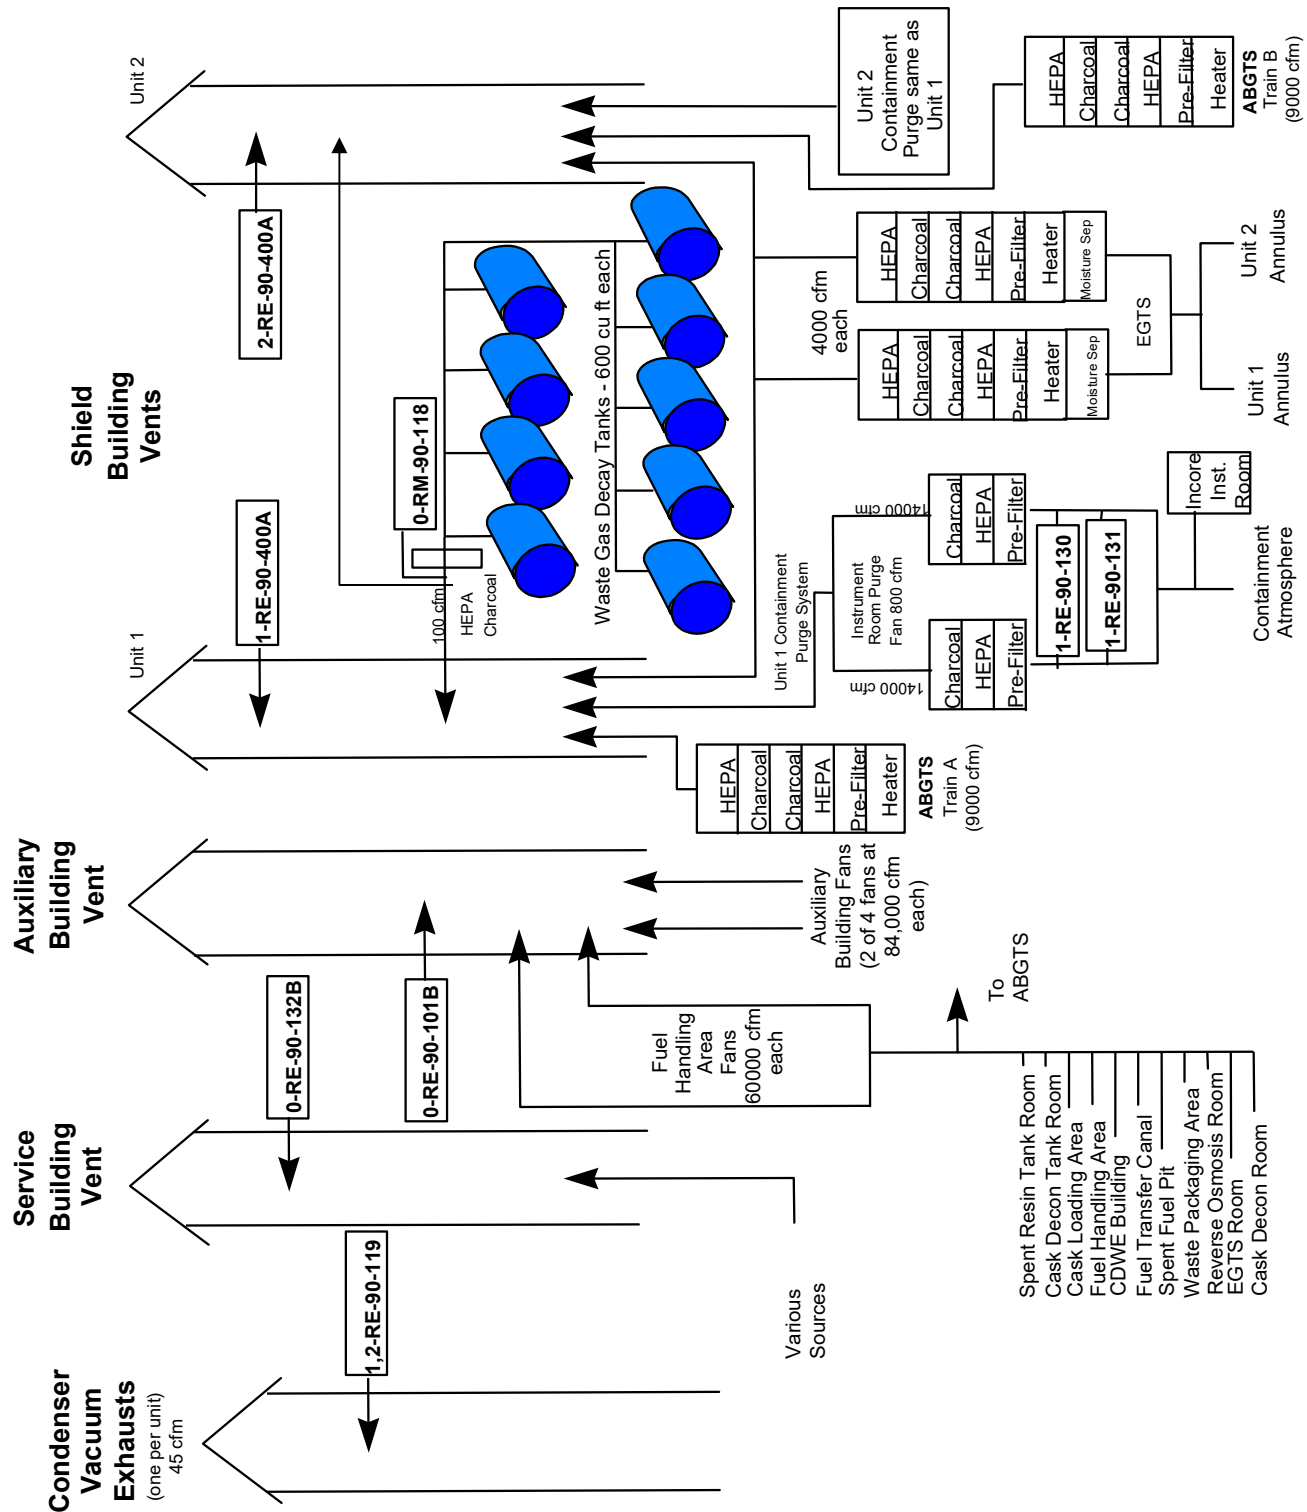 Condenser
Vacuum
Exhausts
(one per unit)
45 cfm
1,2-RE-90-119
Service
Building
Vent
0-RE-90-132B
Various
Sources
Auxiliary
Building
Vent
0-RE-90-101B
Fuel
Handling
Area
Fans
60000 cfm
each
Auxiliary
Building Fans
(2 of 4 fans at
84,000 cfm
each)
To
ABGTS
Spent Resin Tank Room
Cask Decon Tank Room
Cask Loading Area
Fuel Handling Area
CDWE Building
Fuel Transfer Canal
Spent Fuel Pit
Waste Packaging Area
Reverse Osmosis Room
EGTS Room
Cask Decon Room
Shield
Building
Vents
Unit 1
1-RE-90-400A
Unit 2
2-RE-90-400A
0-RM-90-118
100 cfm
HEPA
Charcoal
Waste Gas Decay Tanks - 600 cu ft each
HEPA
Charcoal
Charcoal
HEPA
Pre-Filter
Heater
ABGTS
Train A
(9000 cfm)
Unit 1 Containment
Purge System
14000 cfm
Instrument
Room Purge
Fan 800 cfm
14000 cfm
Charcoal
HEPA
Pre-Filter
Charcoal
HEPA
Pre-Filter
1-RE-90-130
1-RE-90-131
Incore
Inst.
Room
Containment
Atmosphere
4000 cfm
each
HEPA
Charcoal
Charcoal
HEPA
Pre-Filter
Heater
Moisture Sep
HEPA
Charcoal
Charcoal
HEPA
Pre-Filter
Heater
Moisture Sep
EGTS
Unit 1
Annulus
Unit 2
Annulus
Unit 2
Containment
Purge same as
Unit 1
HEPA
Charcoal
Charcoal
HEPA
Pre-Filter
Heater
ABGTS
Train B
(9000 cfm)